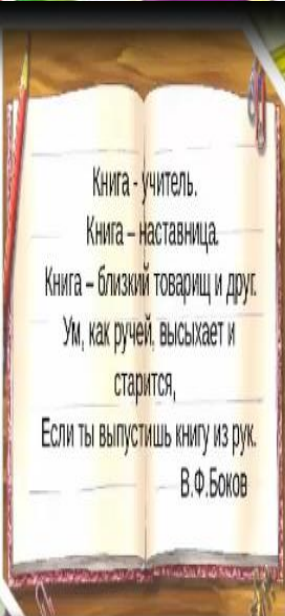 Книга - учитель.
Книга – наставница.
Книга – близкий товарищ и друг.
Ум, как ручей, высыхает и
старится,
Если ты выпустишь книгу из рук.
В.Ф.Боков